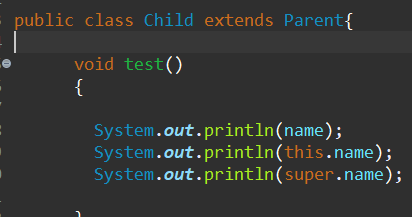 public class Child extends Parent{
void test()
{
System.out.println(name);
System.out.println(this.name);
System.out.println(super.name);
}